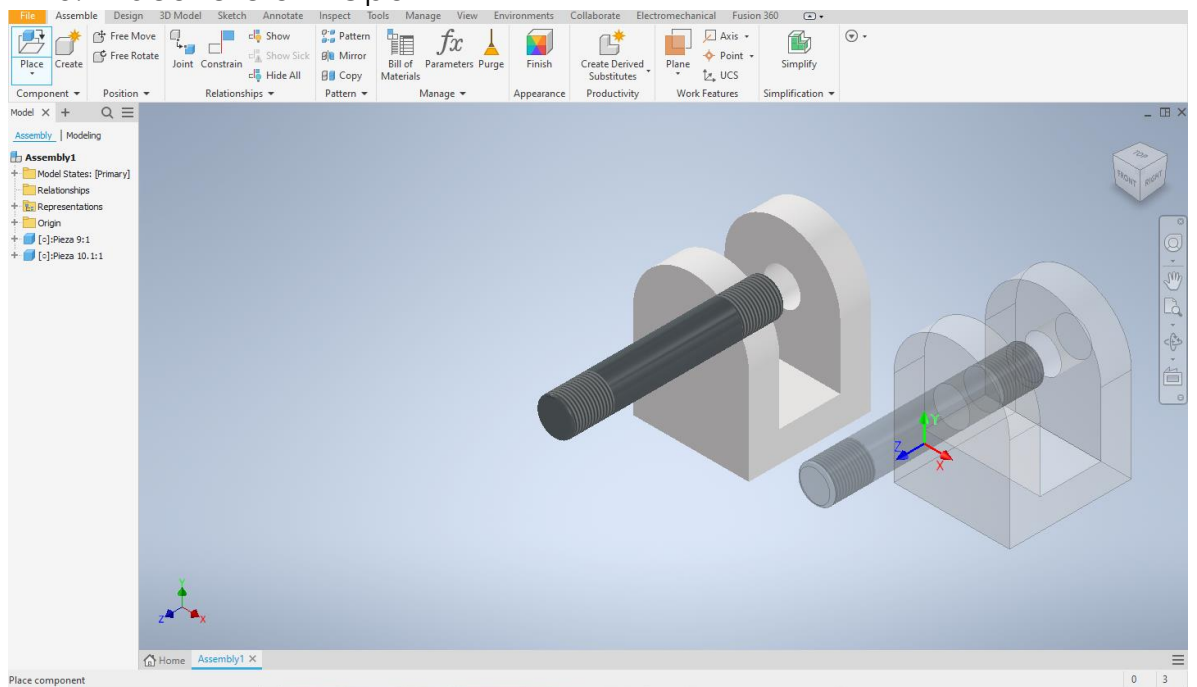 File Assemble Design 3D Model Sketch Annotate Inspect Tools Manage View Environments Collaborate Electromechanical Fusion 360
Place
Component
Create
Free Move
Free Rotate
Position
Joint
Constrain
Show
Show Sick
Hide All
Relationships
Pattern
Mirror
Copy
Pattern
Bill of
Materials
fx
Parameters
Purge
Manage
Finish
Appearance
Create Derived
Substitutes
Productivity
Plane
Axis
Point
UCS
Work Features
Simplify
Simplification
Model
Assembly | Modeling
Assembly1
Model States: [Primary]
Relationships
Representations
Origin
[○]:Pieza 9:1
[○]:Pieza 10.1:1
TOP
FRONT
RIGHT
Y
Z
X
Y
Z
X
Home
Assembly1
Place component
0 3